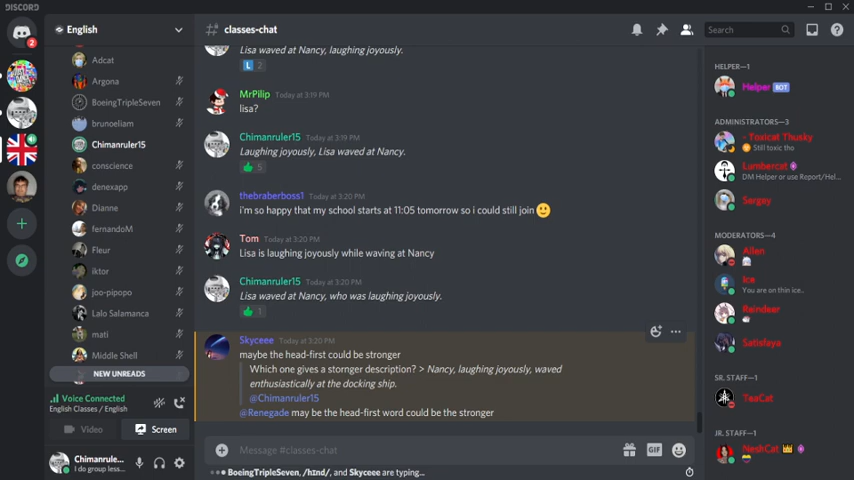 DISCORD
2
English
Adcat
Argona
BoeingTripleSeven
brunoeliam
Chimanruler15
conscience
denexapp
Dianne
fernandoM
Fleur
iktor
joo-pipopo
Lalo Salamanca
mati
Middle Shell
NEW UNREADS
Voice Connected
English Classes / English
Video
Screen
Chimanrule...
I do group less...
classes-chat
Search
Lisa waved at Nancy, laughing joyously.
L 2
MrPilip Today at 3:19 PM
lisa?
Chimanruler15 Today at 3:19 PM
Laughing joyously, Lisa waved at Nancy.
5
thebraberboss1 Today at 3:20 PM
i'm so happy that my school starts at 11:05 tomorrow so i could still join
Tom Today at 3:20 PM
Lisa is laughing joyously while waving at Nancy
Chimanruler15 Today at 3:20 PM
Lisa waved at Nancy, who was laughing joyously.
1
Skyceee Today at 3:20 PM
maybe the head-first could be stronger
Which one gives a stornger description? > Nancy, laughing joyously, waved
enthusiastically at the docking ship.
@Chimanruler15
@Renegade may be the head-first word could be the stronger
Message #classes-chat
GIF
BoeingTripleSeven, /hɪnd/, and Skyceee are typing...
HELPER—1
Helper BOT
ADMINISTRATORS—3
Toxicat Thusky
Still toxic tho
Lumbercat
DM Helper or use Report/Hel...
Sergey
MODERATORS—4
Allen
Ice
You are on thin ice..
Reindeer
Satisfaya
SR. STAFF—1
TeaCat
JR. STAFF—1
NeshCat